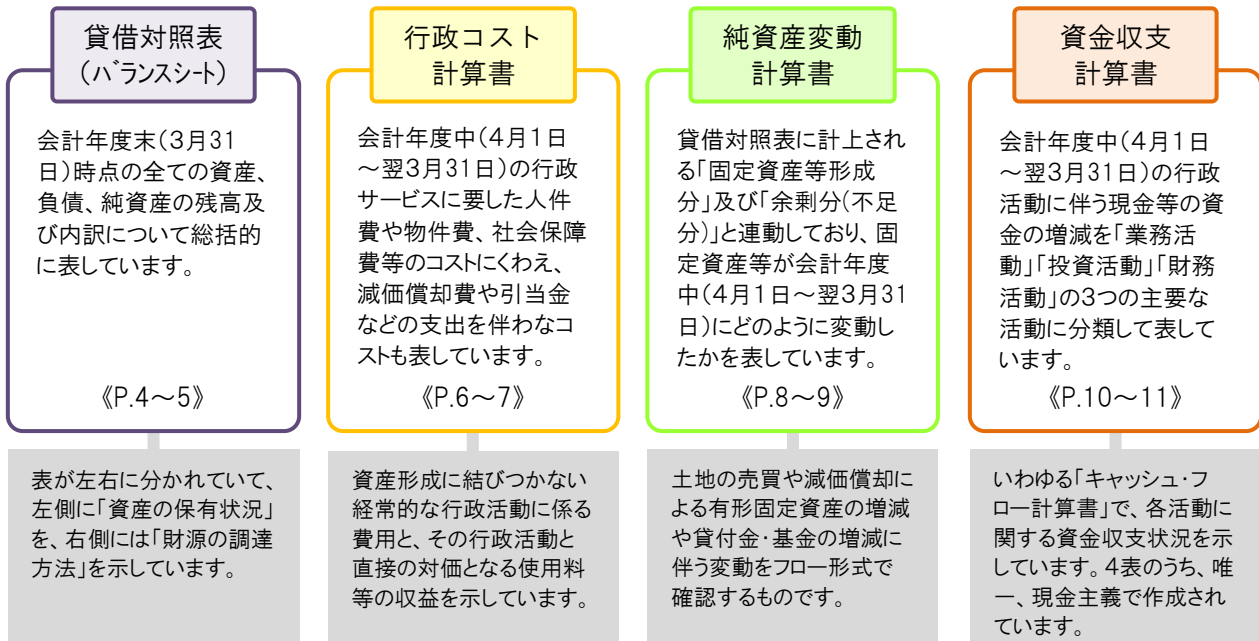 貸借対照表
（バランスシート）
会計年度末（３月31
日）時点の全ての資産、
負債、純資産の残高及
び内訳について総括的
に表しています。
《P.4～5》
表が左右に分かれていて、
左側に「資産の保有状況」
を、右側には「財源の調達
方法」を示しています。
行政コスト
計算書
会計年度中（４月１日
～翌３月31日）の行政
サービスに要した人件
費や物件費、社会保障
費等のコストにくわえ、
減価償却費や引当金
などの支出を伴わなコ
ストも表しています。
《P.6～7》
資産形成に結びつかない
経常的な行政活動に係る
費用と、その行政活動と
直接の対価となる使用料
等の収益を示しています。
純資産変動
計算書
貸借対照表に計上され
る「固定資産等形成
分」及び「余剰分（不足
分）」と連動しており、固
定資産等が会計年度
中（４月１日～翌３月31
日）にどのように変動し
たかを表しています。
《P.8～9》
土地の売買や減価償却に
よる有形固定資産の増減
や貸付金・基金の増減に
伴う変動をフロー形式で
確認するものです。
資金収支
計算書
会計年度中（４月１日
～翌３月31日）の行政
活動に伴う現金等の資
金の増減を「業務活
動」「投資活動」「財務
活動」の３つの主要な
活動に分類して表して
います。
《P.10～11》
いわゆる「キャッシュ・フ
ロー計算書」で、各活動に
関する資金収支状況を示
しています。４表のうち、唯
一、現金主義で作成され
ています。